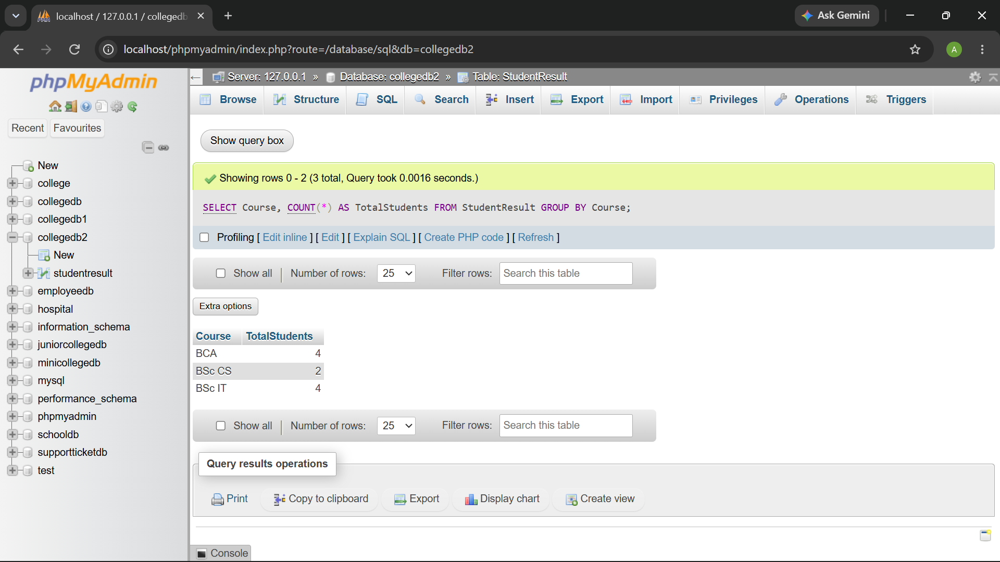 localhost / 127.0.0.1 / collegedb
Ask Gemini
localhost/phpmyadmin/index.php?route=/database/sql&db=collegedb2
A
phpMyAdmin
Recent
Favourites
New
college
collegedb
collegedb1
collegedb2
New
studentresult
employeedb
hospital
information_schema
juniorcollegedb
minicollegedb
mysql
performance_schema
phpmyadmin
schooldb
supportticketdb
test
Server: 127.0.0.1 » Database: collegedb2 » Table: StudentResult
Browse Structure SQL Search Insert Export Import Privileges Operations Triggers
Show query box
Showing rows 0 - 2 (3 total, Query took 0.0016 seconds.)
SELECT Course, COUNT(*) AS TotalStudents FROM StudentResult GROUP BY Course;
Profiling [ Edit inline ] [ Edit ] [ Explain SQL ] [ Create PHP code ] [ Refresh ]
Show all | Number of rows: 25 Filter rows: Search this table
Extra options
Course TotalStudents
BCA 4
BSc CS 2
BSc IT 4
Show all | Number of rows: 25 Filter rows: Search this table
Query results operations
Print Copy to clipboard Export Display chart Create view
Console